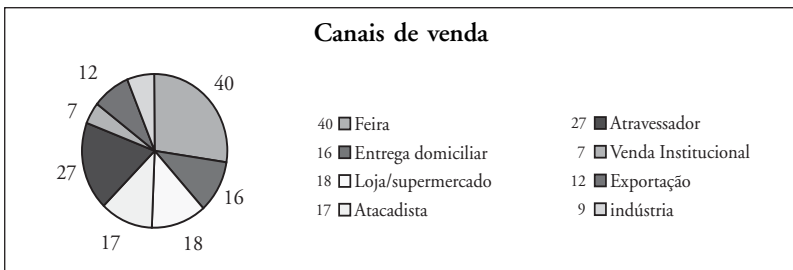 Canais de venda
12
40
7
27
16
17
18
40 Feira
16 Entrega domiciliar
18 Loja/supermercado
17 Atacadista
27 Atravessador
7 Venda Institucional
12 Exportação
9 indústria